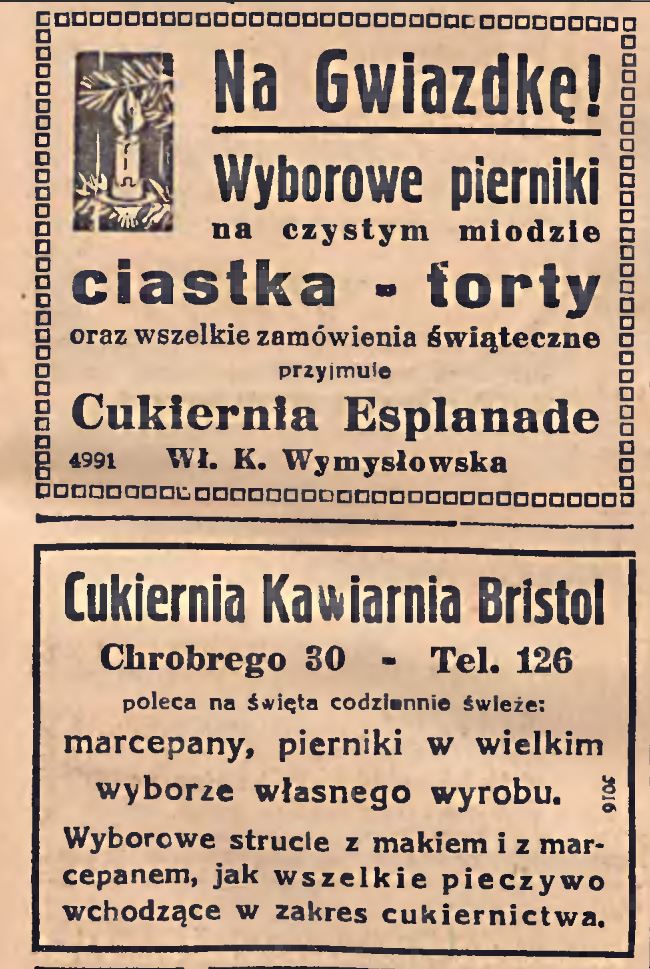 Na Gwiazdkę!
Wyborowe pierniki
na czystym miodzie
ciastka - torty
oraz wszelkie zamówienia świąteczne
przyjmuje
Cukiernia Esplanade
4991 Wł. K. Wymysłowska
Cukiernia Kawiarnia Bristol
Chrobrego 30 - Tel. 126
poleca na święta codziennie świeże:
marcepany, pierniki w wielkim
wyborze własnego wyrobu.
5016
Wyborowe strucle z makiem i z mar-
cepanem, jak wszelkie pieczywo
wchodzące w zakres cukiernictwa.